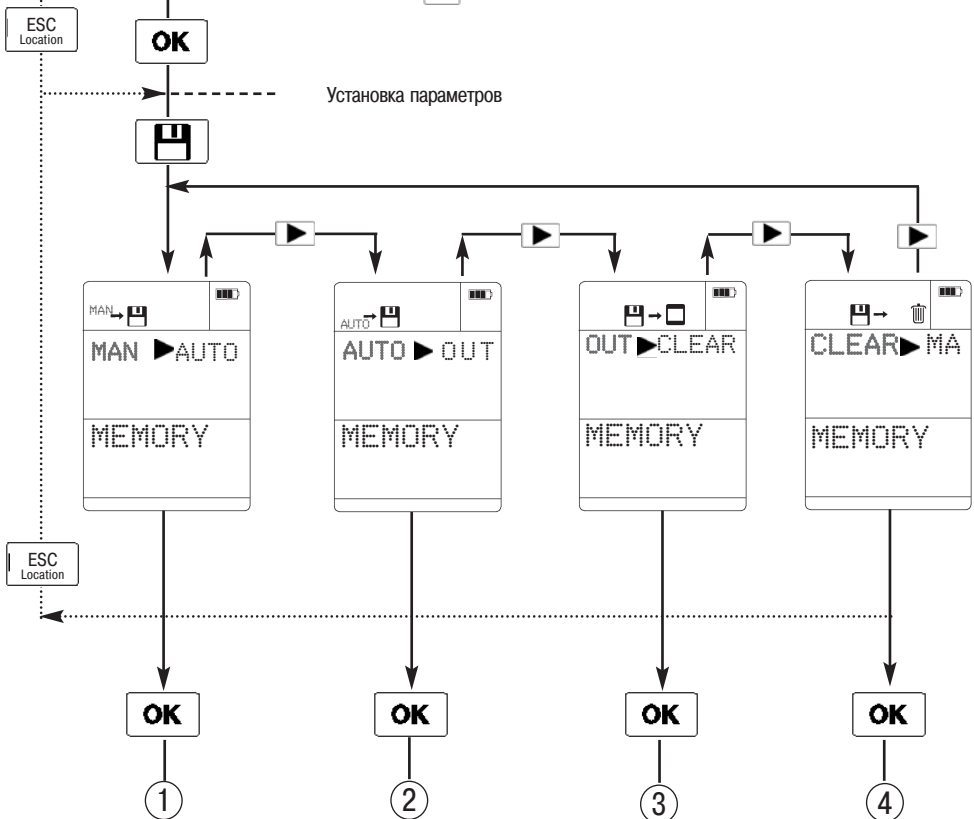 ESC
Location
OK
Установка параметров
MAN
MAN ▶AUTO
MEMORY
AUTO
AUTO ▶ OUT
MEMORY
OUT ▶CLEAR
MEMORY
CLEAR▶ MA
MEMORY
ESC
Location
OK
OK
OK
OK
1
2
3
4